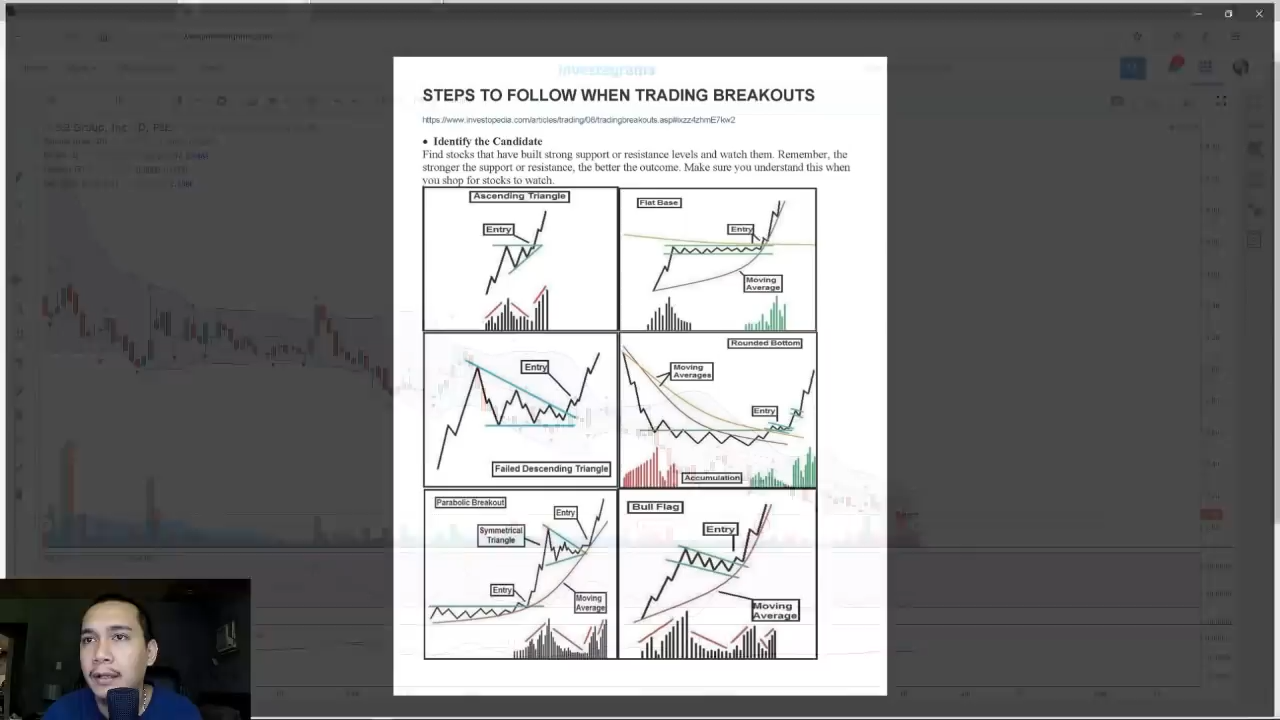 investagrams
STEPS TO FOLLOW WHEN TRADING BREAKOUTS
https://www.investopedia.com/articles/trading/08/tradingbreakouts.asp#ixzz4zhmE7kw2
• Identify the Candidate
Find stocks that have built strong support or resistance levels and watch them. Remember, the
stronger the support or resistance, the better the outcome. Make sure you understand this when
you shop for stocks to watch.
Ascending Triangle
Entry
Flat Base
Entry
Moving
Average
Entry
Failed Descending Triangle
Rounded Bottom
Moving
Averages
Entry
Accumulation
Parabolic Breakout
Entry
Symmetrical
Triangle
Entry
Moving
Average
Bull Flag
Entry
Moving
Average